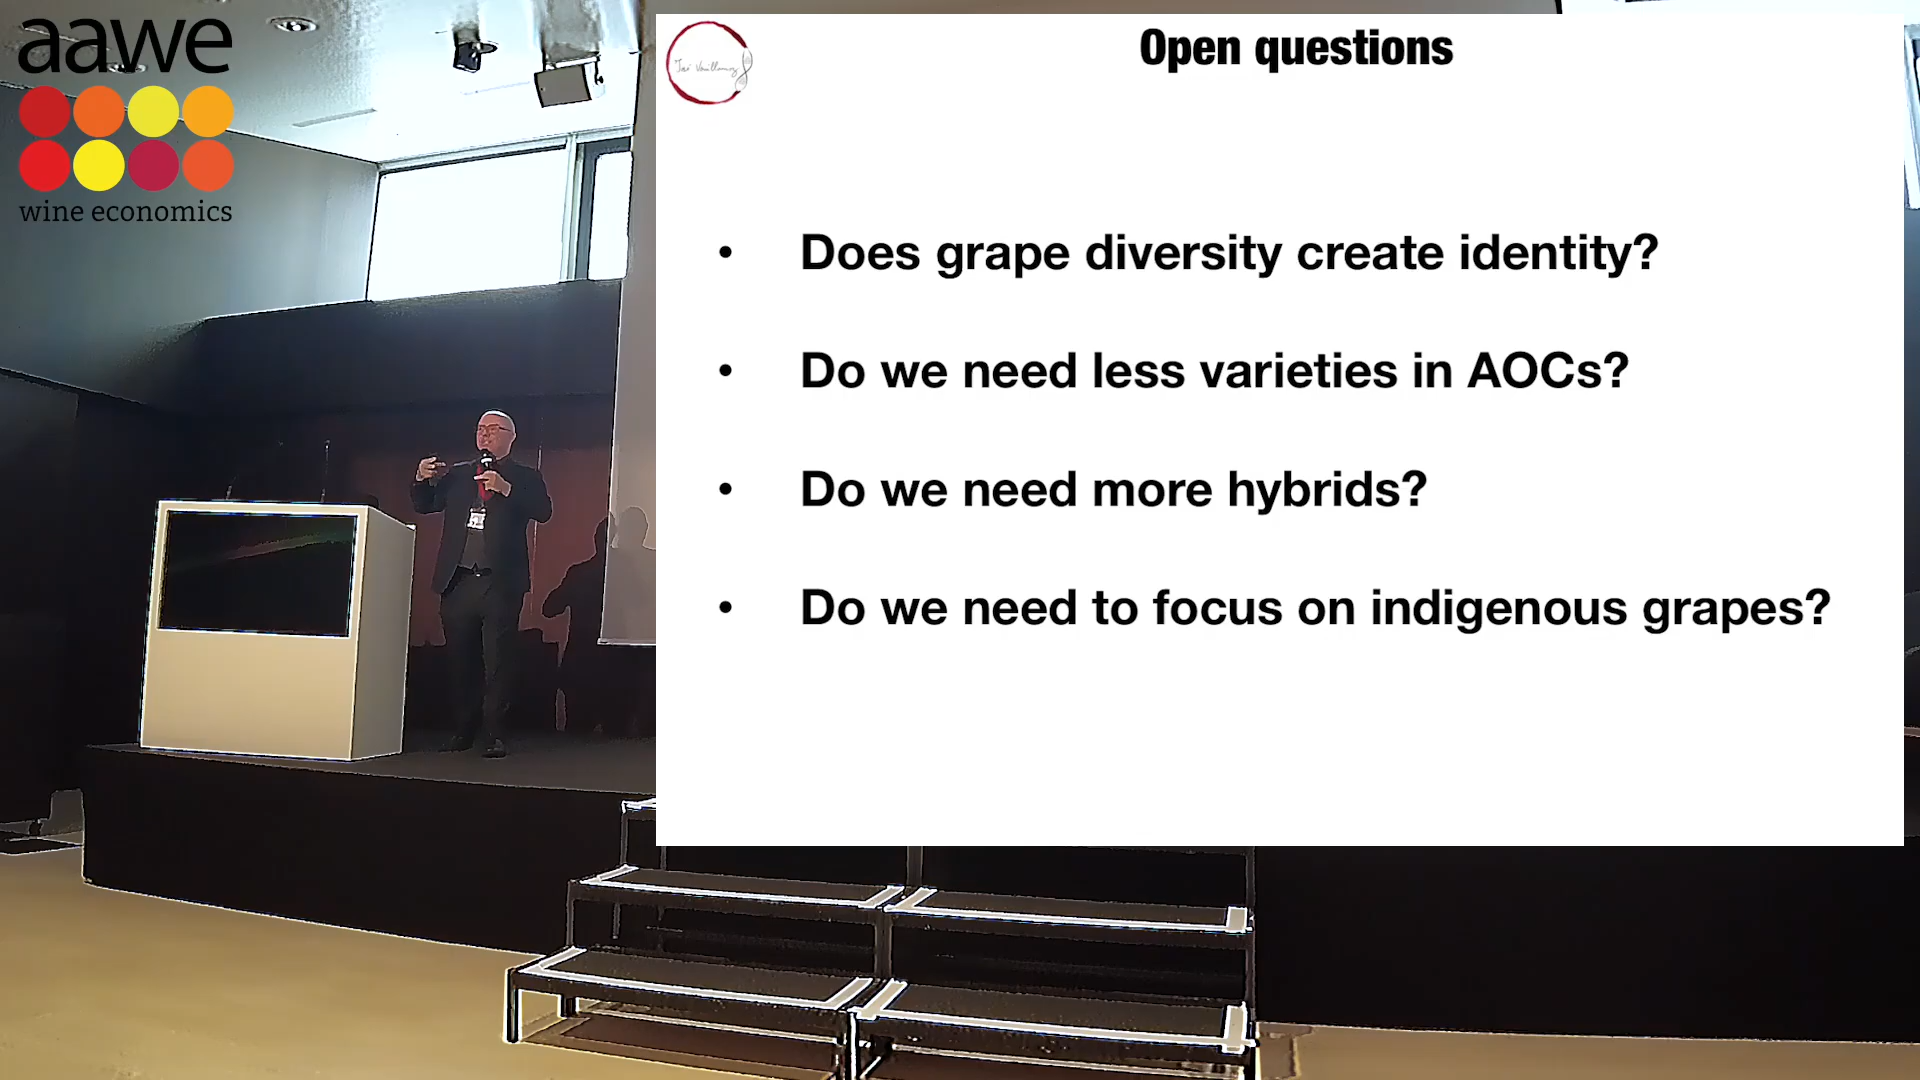 aawe
wine economics
Open questions
• Does grape diversity create identity?
• Do we need less varieties in AOCs?
• Do we need more hybrids?
• Do we need to focus on indigenous grapes?